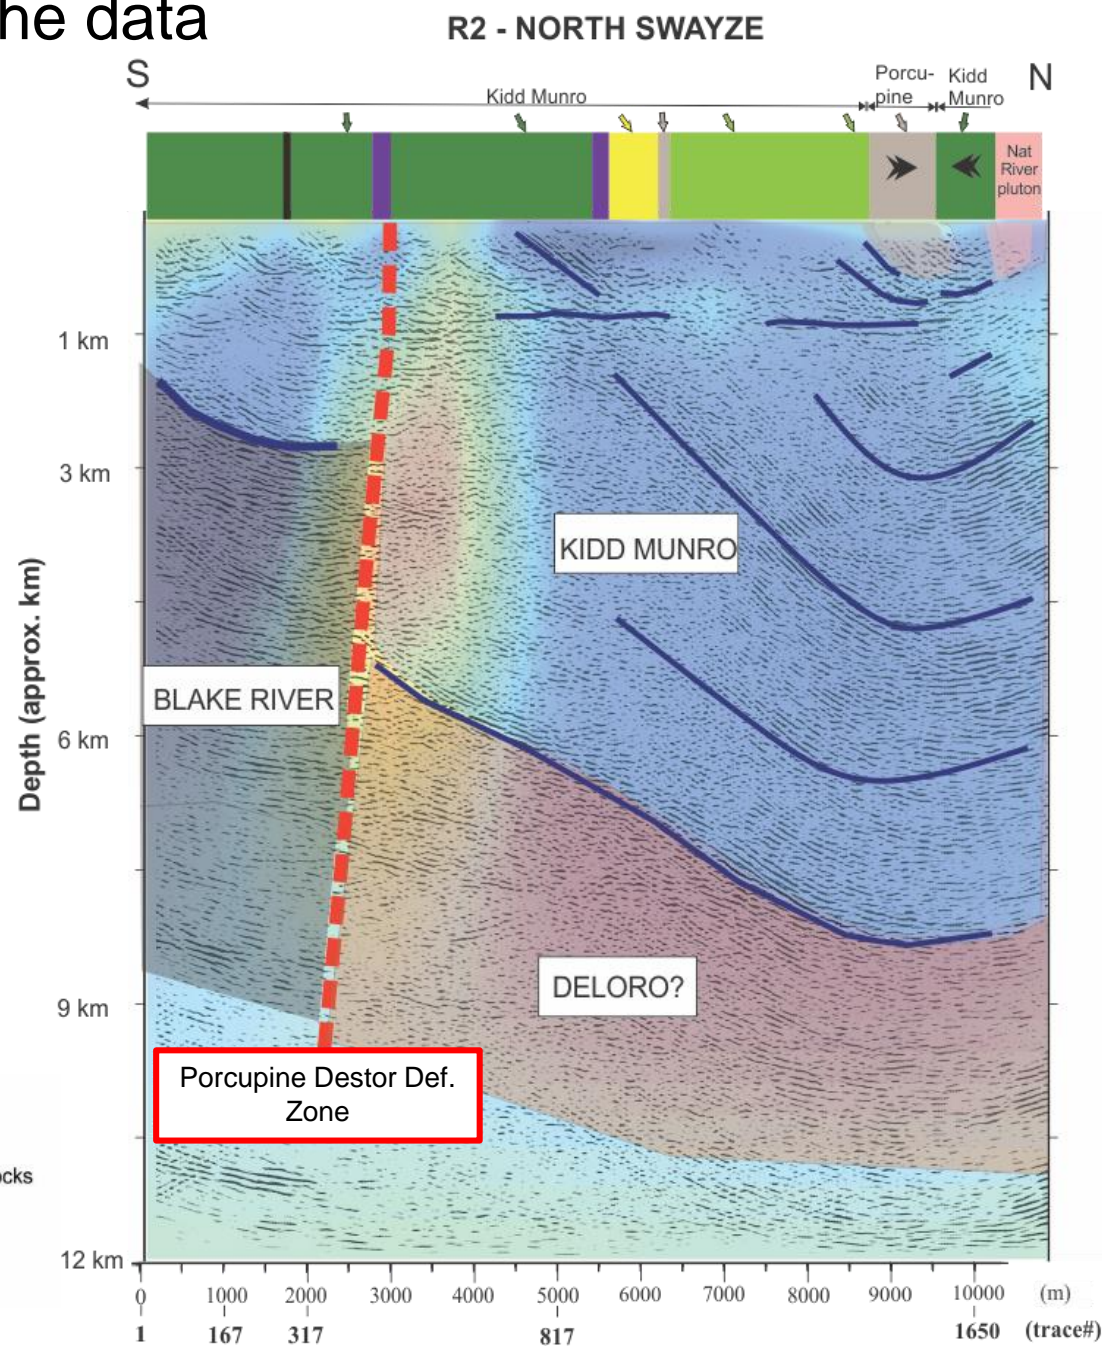 he data
R2 - NORTH SWAYZE
S
N
Kidd Munro
Porcu-
pine
Kidd
Munro
Nat
River
pluton
1 km
3 km
KIDD MUNRO
Depth (approx. km)
BLAKE RIVER
6 km
DELORO?
9 km
Porcupine Destor Def.
Zone
ocks
12 km
0 1000 2000 3000 4000 5000 6000 7000 8000 9000 10000 (m)
1 167 317 817 1650 (trace#)